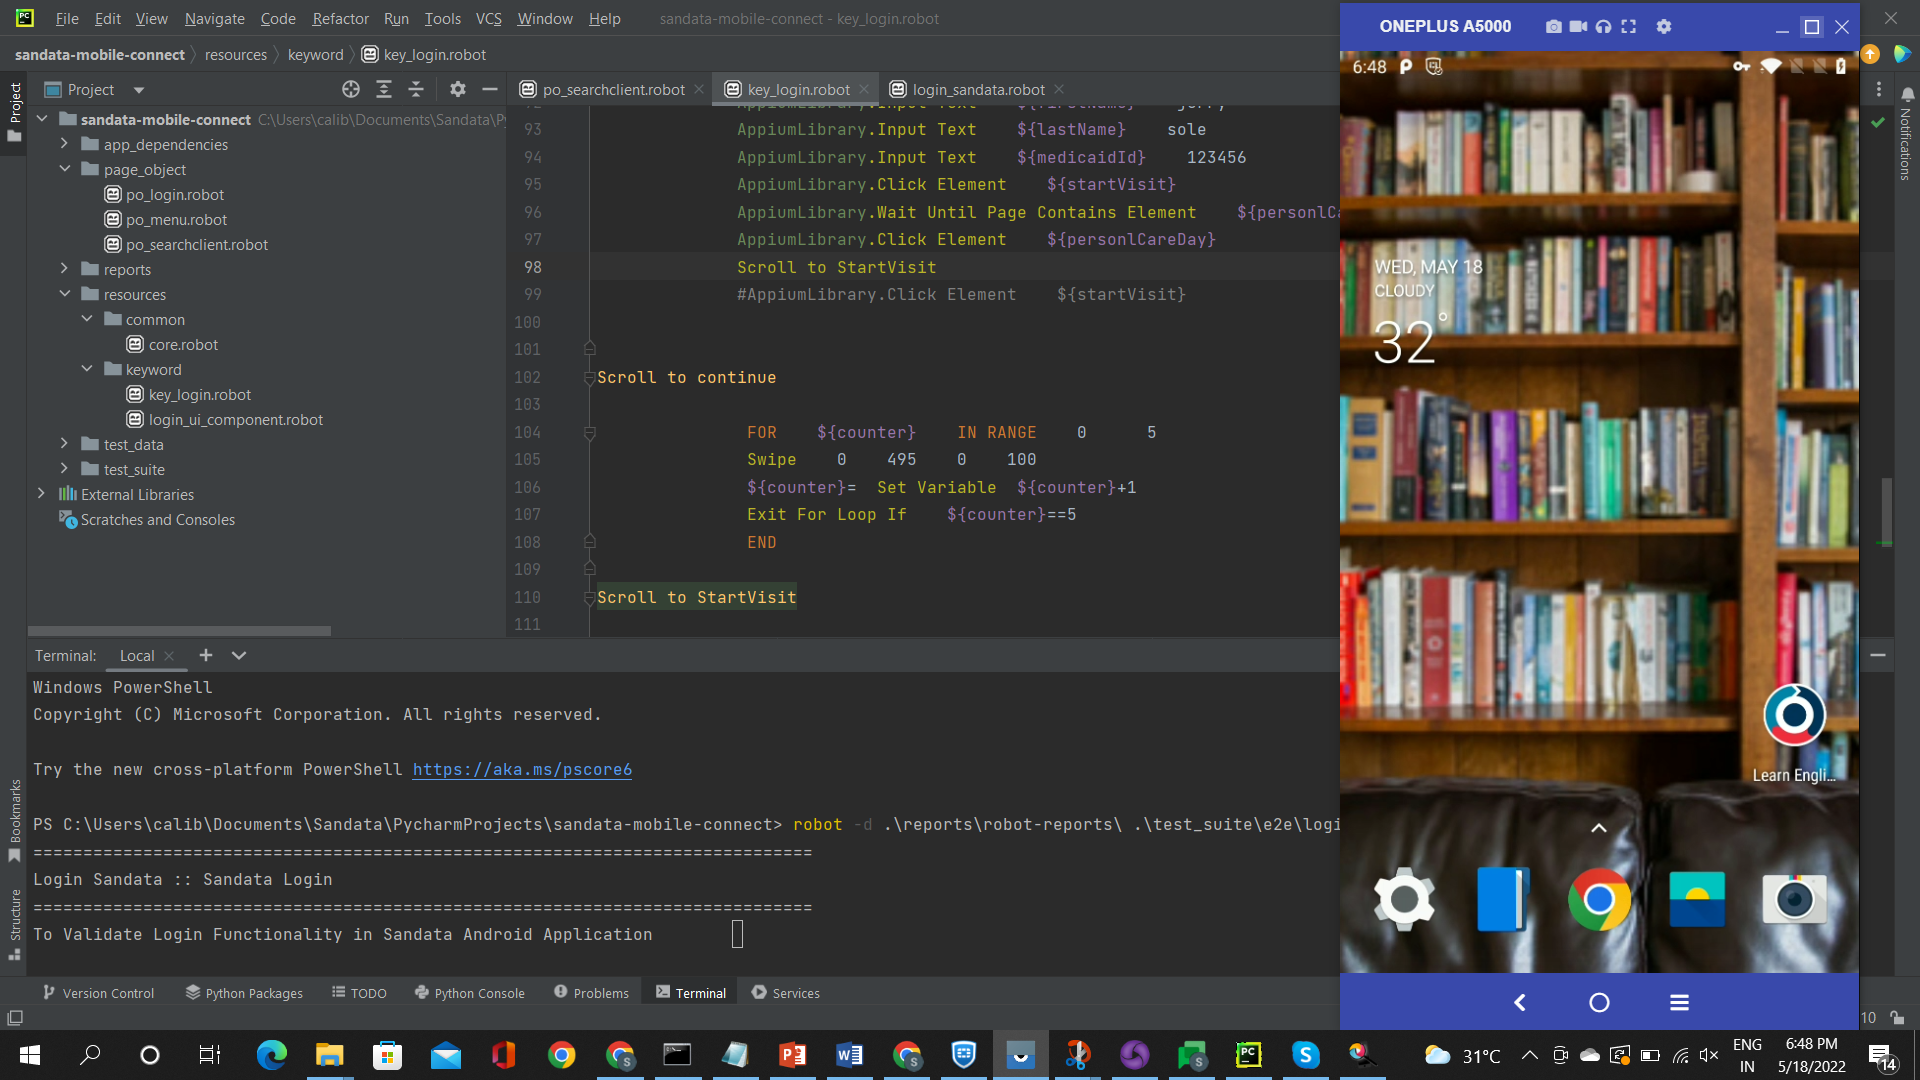 File Edit View Navigate Code Refactor Run Tools VCS Window Help sandata-mobile-connect - key_login.robot
sandata-mobile-connect resources keyword key_login.robot
Project
po_searchclient.robot key_login.robot login_sandata.robot
Project
sandata-mobile-connect C:\Users\calib\Documents\Sandata\Py
app_dependencies
page_object
po_login.robot
po_menu.robot
po_searchclient.robot
reports
resources
common
core.robot
keyword
key_login.robot
login_ui_component.robot
test_data
test_suite
External Libraries
Scratches and Consoles
93 AppiumLibrary.Input Text ${lastName} sole
94 AppiumLibrary.Input Text ${medicaidId} 123456
95 AppiumLibrary.Click Element ${startVisit}
96 AppiumLibrary.Wait Until Page Contains Element ${personlCa
97 AppiumLibrary.Click Element ${personlCareDay}
98 Scroll to StartVisit
99 #AppiumLibrary.Click Element ${startVisit}
100
101
102 Scroll to continue
103
104 FOR ${counter} IN RANGE 0 5
105 Swipe 0 495 0 100
106 ${counter}= Set Variable ${counter}+1
107 Exit For Loop If ${counter}==5
108 END
109
110 Scroll to StartVisit
111
Terminal: Local
Windows PowerShell
Copyright (C) Microsoft Corporation. All rights reserved.
Try the new cross-platform PowerShell https://aka.ms/pscore6
PS C:\Users\calib\Documents\Sandata\PycharmProjects\sandata-mobile-connect> robot -d .\reports\robot-reports\ .\test_suite\e2e\logi
==============================================================================
Login Sandata :: Sandata Login
==============================================================================
To Validate Login Functionality in Sandata Android Application
Bookmarks
Structure
Version Control Python Packages TODO Python Console Problems Terminal Services
Notifications
10
ONEPLUS A5000
6:48
WED, MAY 18
CLOUDY
32°
Learn Engli...
31°C
ENG
IN
6:48 PM
5/18/2022
14